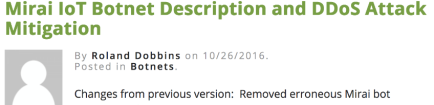 Mirai IoT Botnet Description and DDoS Attack
Mitigation
By Roland Dobbins on 10/26/2016.
Posted in Botnets.
Changes from previous version: Removed erroneous Mirai bot